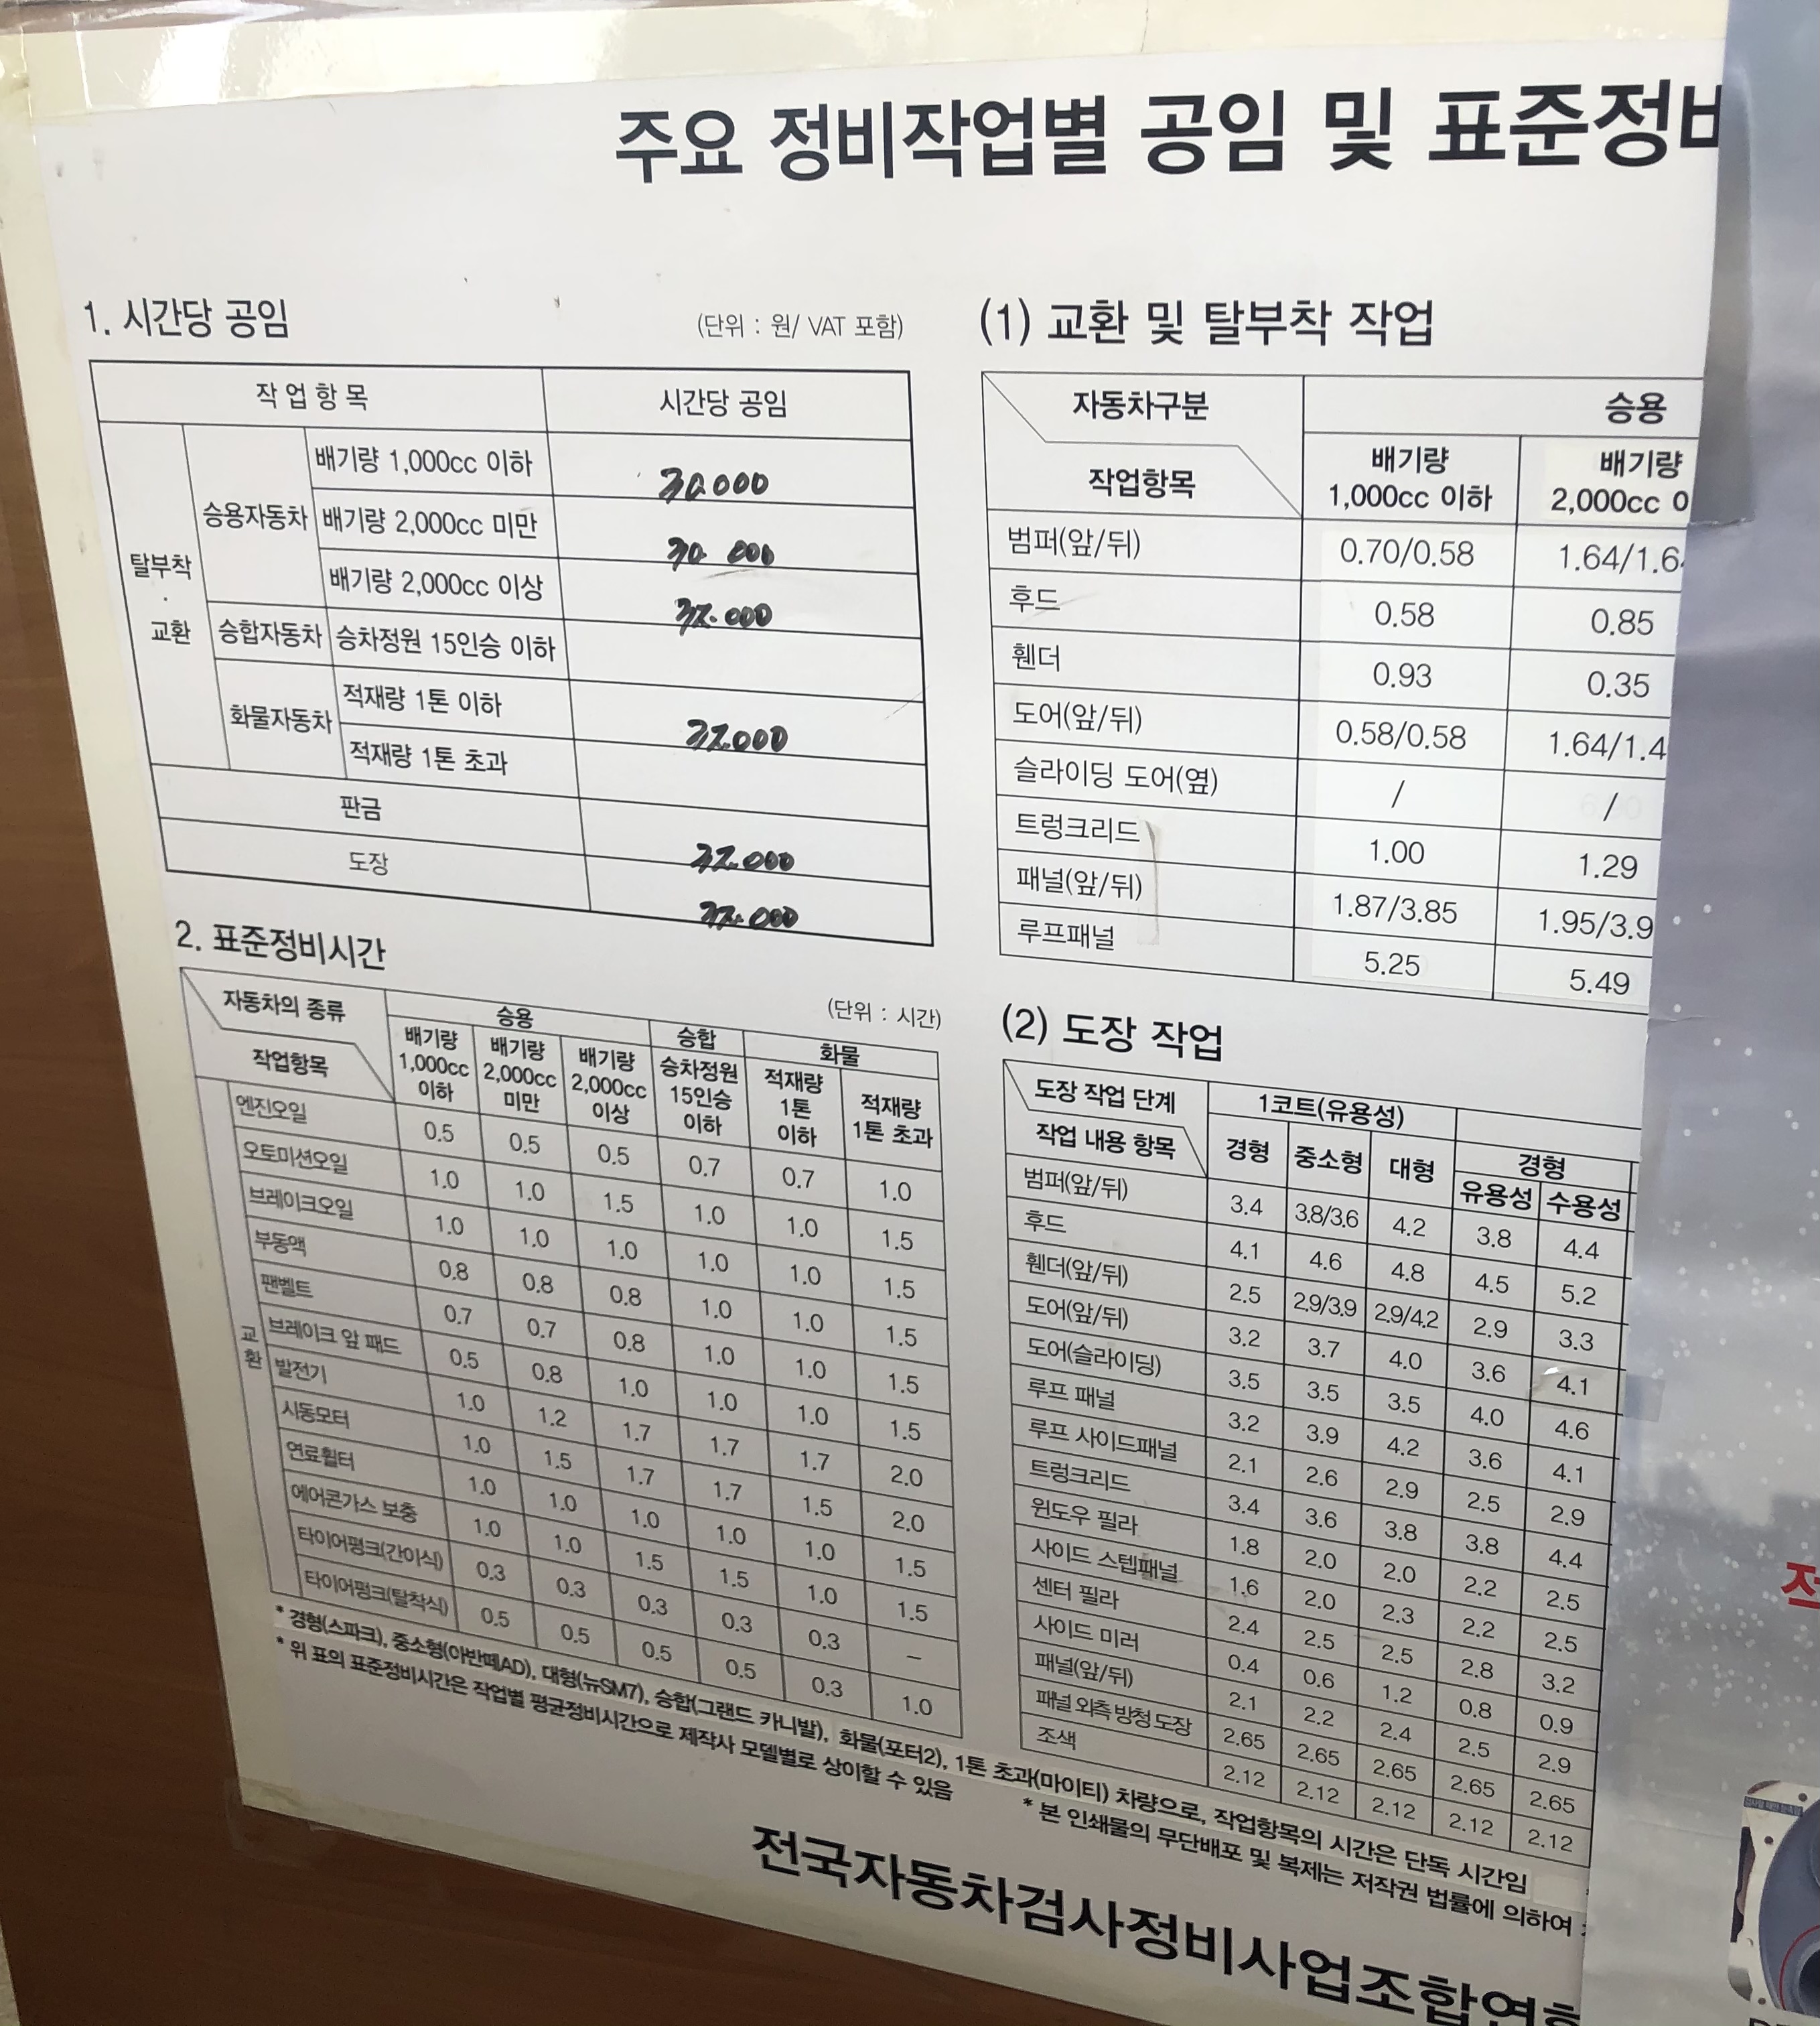 주요 정비작업별 공임 및 표준정비
1. 시간당 공임
(단위 : 원/ VAT 포함)
작 업 항 목 시간당 공임
탈부착 · 교환
승용자동차 배기량 1,000cc 이하 30.000
배기량 2,000cc 미만 30 000
배기량 2,000cc 이상 32.000
승합자동차 승차정원 15인승 이하
화물자동차 적재량 1톤 이하 32.000
적재량 1톤 초과
판금 32.000
도장 32.000
2. 표준정비시간
(단위 : 시간)
자동차의 종류 승용 승합 화물
작업항목 배기량 1,000cc 이하 배기량 2,000cc 미만 배기량 2,000cc 이상 승차정원 15인승 이하 적재량 1톤 이하 적재량 1톤 초과
교환
엔진오일 0.5 0.5 0.5 0.7 0.7 1.0
오토미션오일 1.0 1.0 1.5 1.0 1.0 1.5
브레이크오일 1.0 1.0 1.0 1.0 1.0 1.5
부동액 0.8 0.8 0.8 1.0 1.0 1.5
팬벨트 0.7 0.7 0.8 1.0 1.0 1.5
브레이크 앞 패드 0.5 0.8 1.0 1.0 1.0 1.5
발전기 1.0 1.2 1.7 1.7 1.7 2.0
시동모터 1.0 1.5 1.7 1.7 1.5 2.0
연료휠터 1.0 1.0 1.0 1.0 1.0 1.5
에어콘가스 보충 1.0 1.0 1.5 1.5 1.0 1.5
타이어펑크(간이식) 0.3 0.3 0.3 0.3 0.3 –
타이어펑크(탈착식) 0.5 0.5 0.5 0.5 0.3 1.0
(1) 교환 및 탈부착 작업
자동차구분 승용
작업항목 배기량 1,000cc 이하 배기량 2,000cc
범퍼(앞/뒤) 0.70/0.58 1.64/1.6
후드 0.58 0.85
휀더 0.93 0.35
도어(앞/뒤) 0.58/0.58 1.64/1.4
슬라이딩 도어(옆) / /
트렁크리드 1.00 1.29
패널(앞/뒤) 1.87/3.85 1.95/3.9
루프패널 5.25 5.49
(2) 도장 작업
도장 작업 단계 1코트(유용성)
작업 내용 항목 경형 중소형 대형 경형 유용성 수용성
범퍼(앞/뒤) 3.4 3.8/3.6 4.2 3.8 4.4
후드 4.1 4.6 4.8 4.5 5.2
휀더(앞/뒤) 2.5 2.9/3.9 2.9/4.2 2.9 3.3
도어(앞/뒤) 3.2 3.7 4.0 3.6 4.1
도어(슬라이딩) 3.5 3.5 3.5 4.0 4.6
루프 패널 3.2 3.9 4.2 3.6 4.1
루프 사이드패널 2.1 2.6 2.9 2.5 2.9
트렁크리드 3.4 3.6 3.8 3.8 4.4
윈도우 필라 1.8 2.0 2.0 2.2 2.5
사이드 스텝패널 1.6 2.0 2.3 2.2 2.5
센터 필라 2.4 2.5 2.5 2.8 3.2
사이드 미러 0.4 0.6 1.2 0.8 0.9
패널(앞/뒤) 2.1 2.2 2.4 2.5 2.9
패널 외측 방청 도장 2.65 2.65 2.65 2.65 2.65
조색 2.12 2.12 2.12 2.12 2.12
* 경형(스파크), 중소형(아반떼AD), 대형(뉴SM7), 승합(그랜드 카니발), 화물(포터2), 1톤 초과(마이티) 차량으로, 작업항목의 시간은 단독 시간임
* 위 표의 표준정비시간은 작업별 평균정비시간으로 제작사 모델별로 상이할 수 있음
* 본 인쇄물의 무단배포 및 복제는 저작권 법률에 의하여
전국자동차검사정비사업조합연